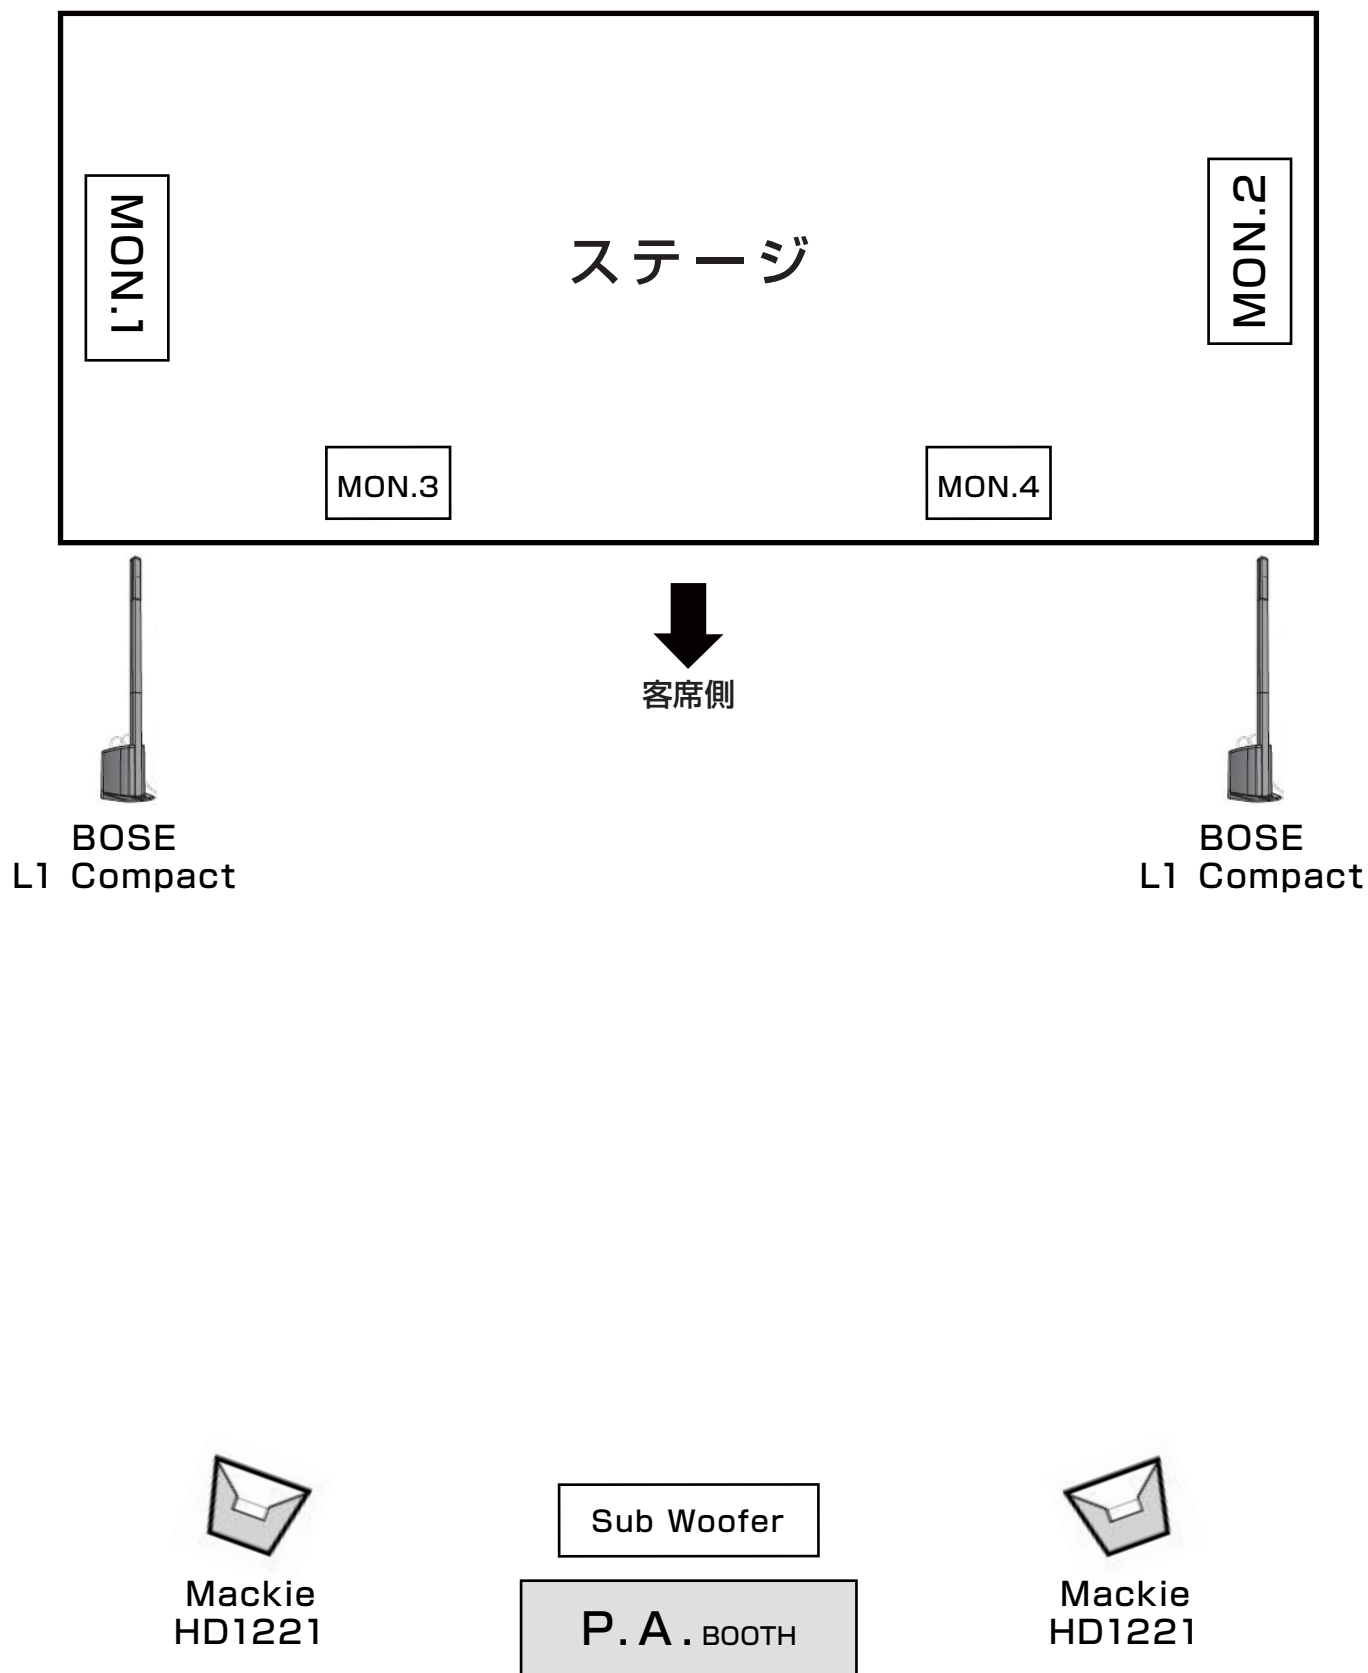 MON.1
ステージ
MON.2
MON.3
MON.4
客席側
BOSE
L1 Compact
BOSE
L1 Compact
Sub Woofer
Mackie
HD1221
P.A. BOOTH
Mackie
HD1221